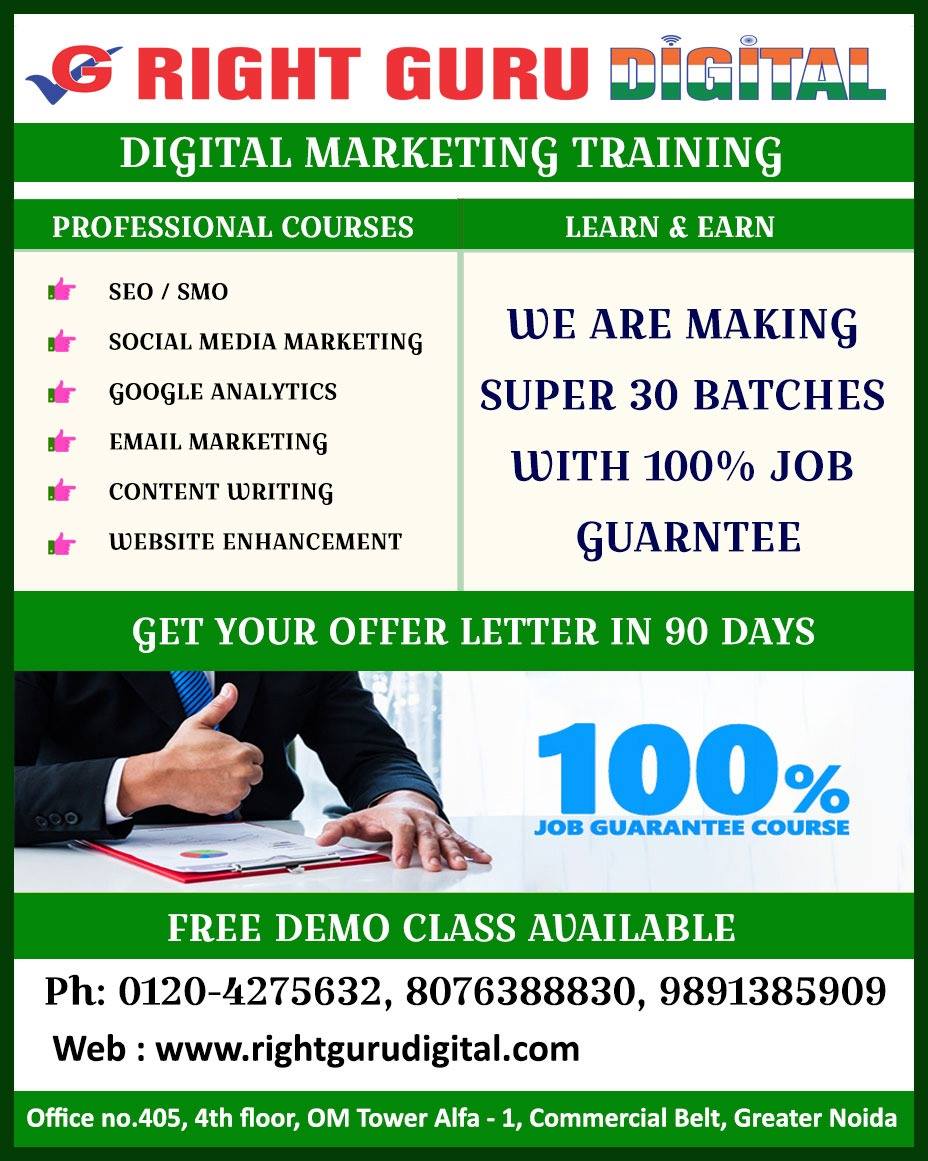 RIGHT GURU DIGITAL
DIGITAL MARKETING TRAINING
PROFESSIONAL COURSES
SEO / SMO
SOCIAL MEDIA MARKETING
GOOGLE ANALYTICS
EMAIL MARKETING
CONTENT WRITING
WEBSITE ENHANCEMENT
LEARN & EARN
WE ARE MAKING
SUPER 30 BATCHES
WITH 100% JOB
GUARNTEE
GET YOUR OFFER LETTER IN 90 DAYS
100%
JOB GUARANTEE COURSE
FREE DEMO CLASS AVAILABLE
Ph: 0120-4275632, 8076388830, 9891385909
Web : www.rightgurudigital.com
Office no.405, 4th floor, OM Tower Alfa - 1, Commercial Belt, Greater Noida